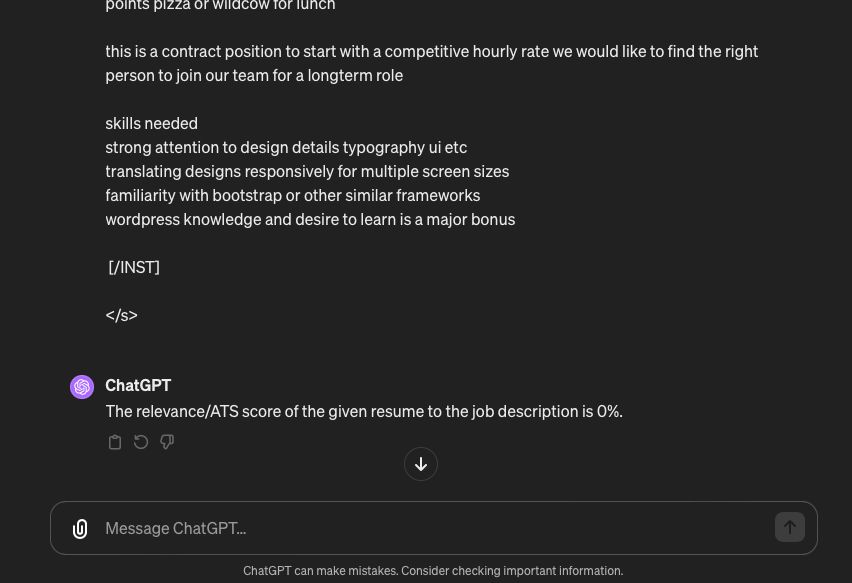 points pizza or wildcow for lunch
this is a contract position to start with a competitive hourly rate we would like to find the right
person to join our team for a longterm role
skills needed
strong attention to design details typography ui etc
translating designs responsively for multiple screen sizes
familiarity with bootstrap or other similar frameworks
wordpress knowledge and desire to learn is a major bonus
[/INST]
</s>
ChatGPT
The relevance/ATS score of the given resume to the job description is 0%.
Message ChatGPT...
ChatGPT can make mistakes. Consider checking important information.